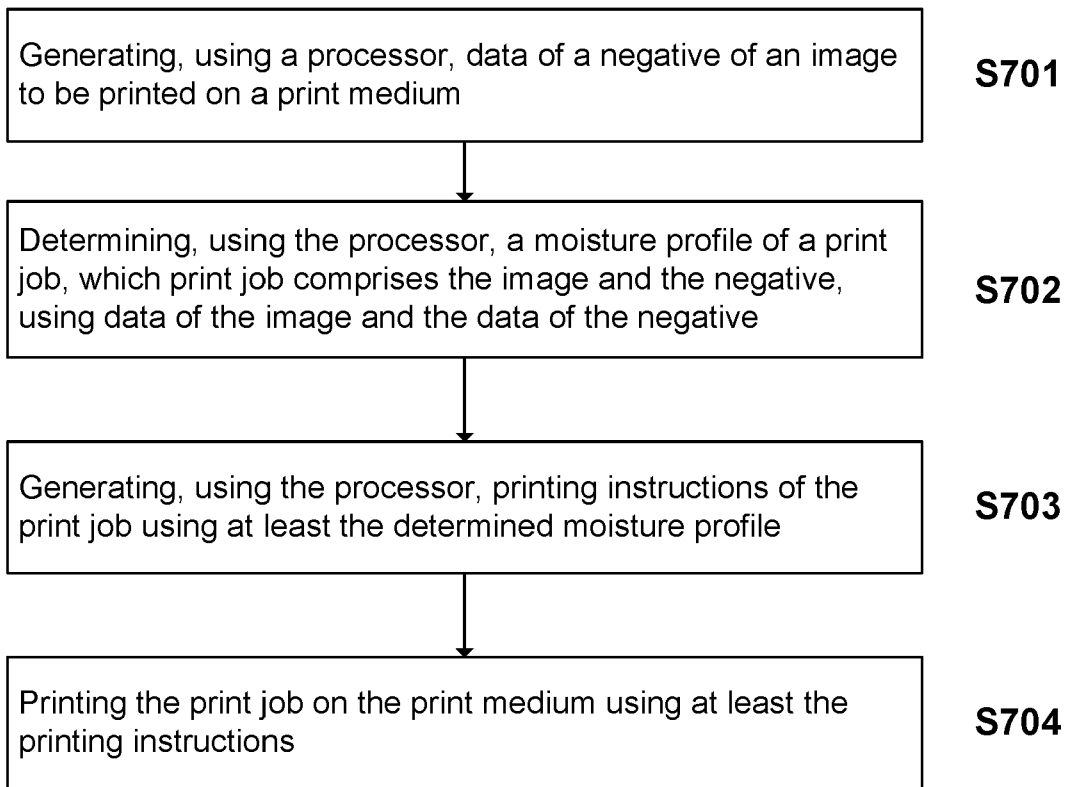 Generating, using a processor, data of a negative of an image
to be printed on a print medium
S701
Determining, using the processor, a moisture profile of a print
job, which print job comprises the image and the negative,
using data of the image and the data of the negative
S702
Generating, using the processor, printing instructions of the
print job using at least the determined moisture profile
S703
Printing the print job on the print medium using at least the
printing instructions
S704